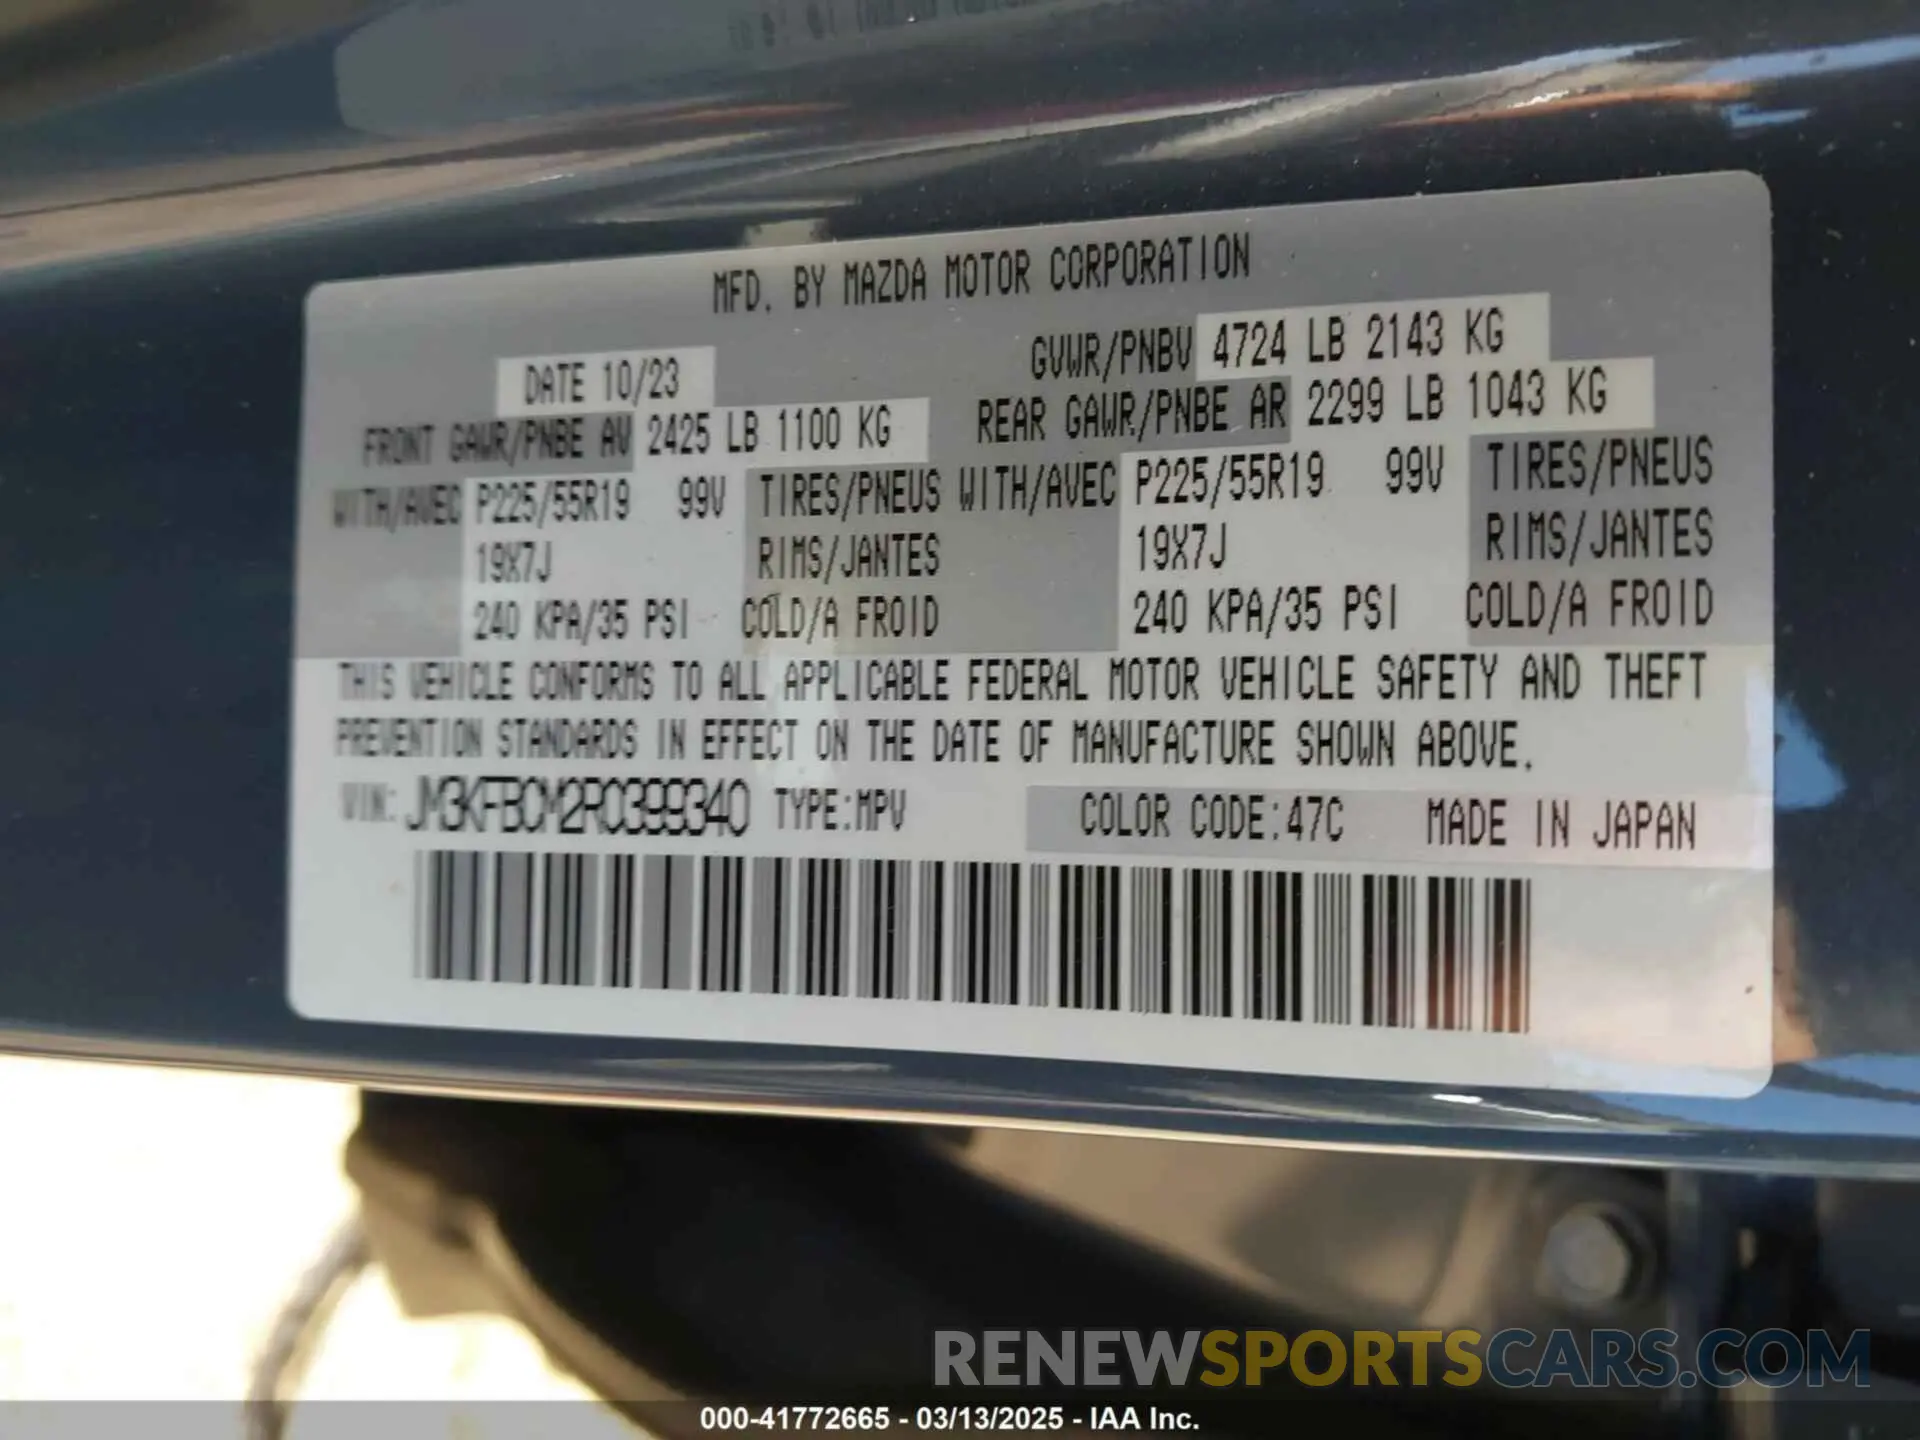 MFD. BY MAZDA MOTOR CORPORATION
DATE 10/23 GVWR/PNBV 4724 LB 2143 KG
FRONT GAWR/PNBE AV 2425 LB 1100 KG REAR GAWR/PNBE AR 2299 LB 1043 KG
WITH/AVEC P225/55R19 99V TIRES/PNEUS WITH/AVEC P225/55R19 99V TIRES/PNEUS
19X7J RIMS/JANTES 19X7J RIMS/JANTES
240 KPA/35 PSI COLD/A FROID 240 KPA/35 PSI COLD/A FROID
THIS VEHICLE CONFORMS TO ALL APPLICABLE FEDERAL MOTOR VEHICLE SAFETY AND THEFT
PREVENTION STANDARDS IN EFFECT ON THE DATE OF MANUFACTURE SHOWN ABOVE.
VIN: JM3KFBCM2R0399340 TYPE:MPV COLOR CODE:47C MADE IN JAPAN
RENEWSPORTSCARS.COM
000-41772665 - 03/13/2025 - IAA Inc.